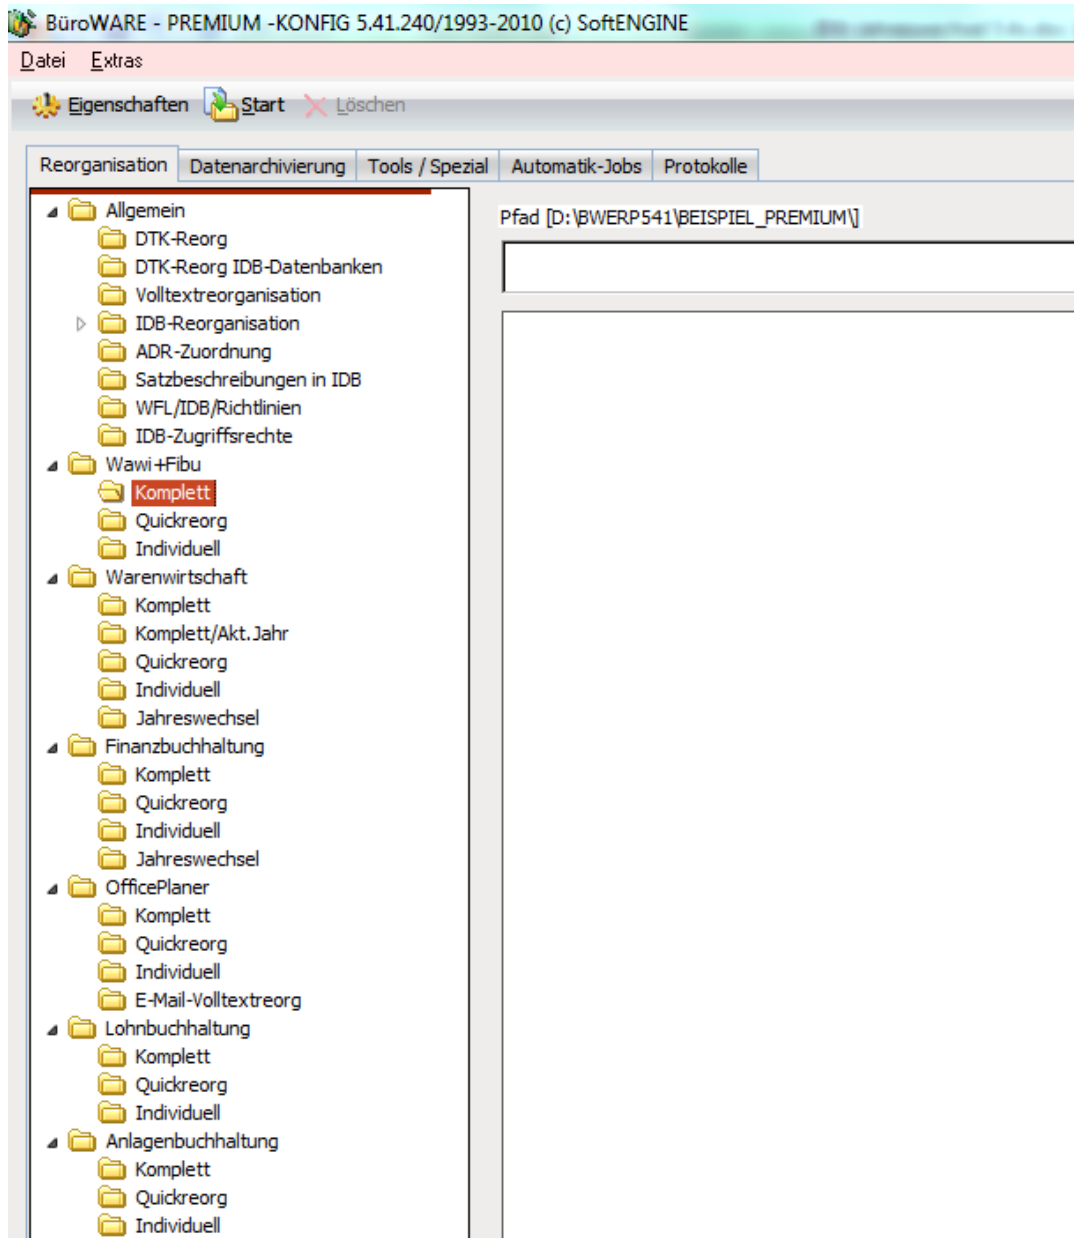 BüroWARE - PREMIUM -KONFIG 5.41.240/1993-2010 (c) SoftENGINE
Datei Extras
Eigenschaften Start Löschen
Reorganisation Datenarchivierung Tools / Spezial Automatik-Jobs Protokolle
Pfad [D:\BWERP541\BEISPIEL_PREMIUM\]
Allgemein
DTK-Reorg
DTK-Reorg IDB-Datenbanken
Volltextreorganisation
IDB-Reorganisation
ADR-Zuordnung
Satzbeschreibungen in IDB
WFL/IDB/Richtlinien
IDB-Zugriffsrechte
Wawi+Fibu
Komplett
Quickreorg
Individuell
Warenwirtschaft
Komplett
Komplett/Akt.Jahr
Quickreorg
Individuell
Jahreswechsel
Finanzbuchhaltung
Komplett
Quickreorg
Individuell
Jahreswechsel
OfficePlaner
Komplett
Quickreorg
Individuell
E-Mail-Volltextreorg
Lohnbuchhaltung
Komplett
Quickreorg
Individuell
Anlagenbuchhaltung
Komplett
Quickreorg
Individuell